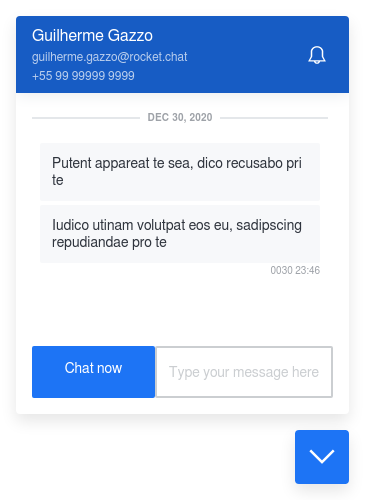 Guilherme Gazzo
guilherme.gazzo@rocket.chat
+55 99 99999 9999
DEC 30, 2020
Putent appareat te sea, dico recusabo pri
te
Iudico utinam volutpat eos eu, sadipscing
repudiandae pro te
0030 23:46
Chat now
Type your message here